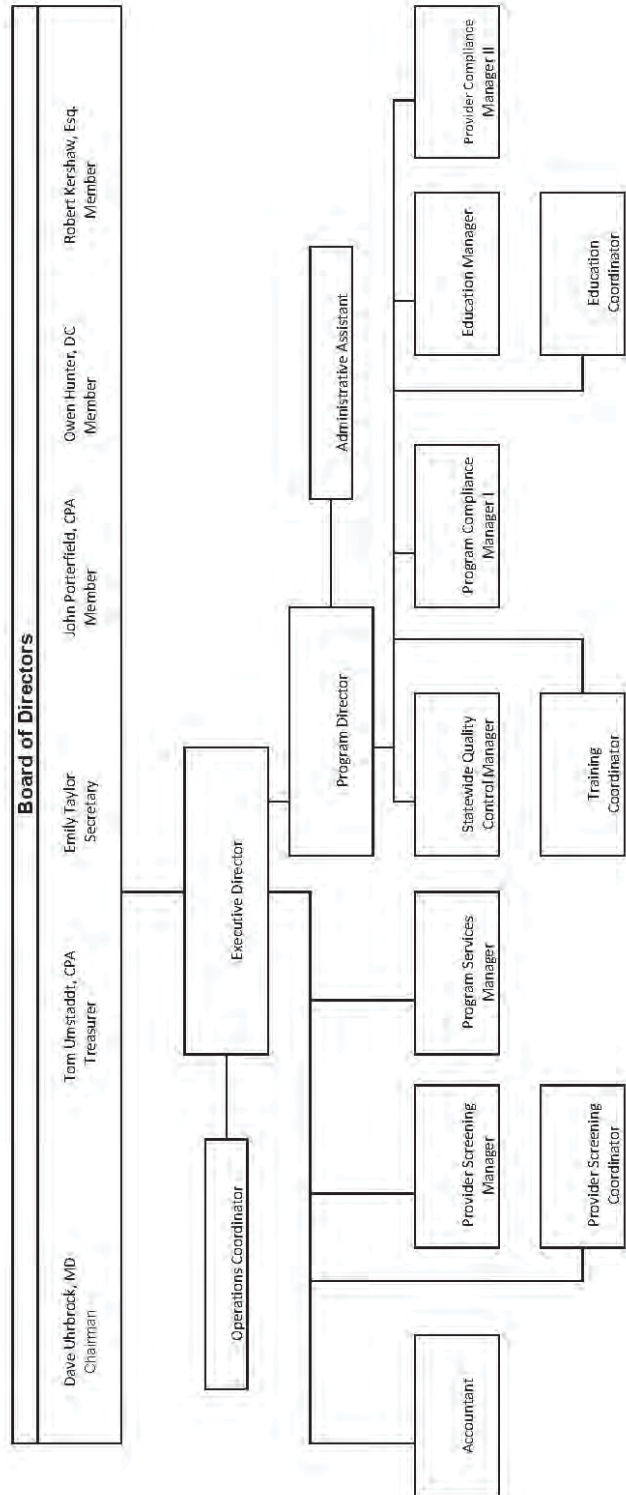 Board of Directors
Dave Uhrbrock, MD
Chairman
Tom Umstaddt, CPA
Treasurer
Emily Taylor
Secretary
John Porterfield, CPA
Member
Owen Hunter, DC
Member
Robert Kershaw, Esq.
Member
Executive Director
Operations Coordinator
Program Director
Administrative Assistant
Accountant
Provider Screening
Manager
Program Services
Manager
Statewide Quality
Control Manager
Program Compliance
Manager I
Education Manager
Provider Compliance
Manager II
Provider Screening
Coordinator
Training
Coordinator
Education
Coordinator